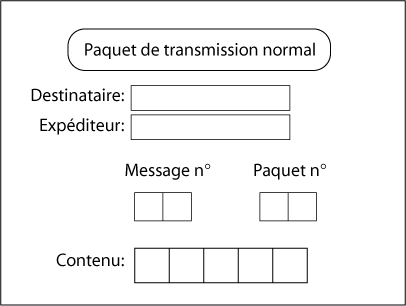 Paquet de transmission normal
Destinataire:
Expéditeur:
Message n° Paquet n°
Contenu: